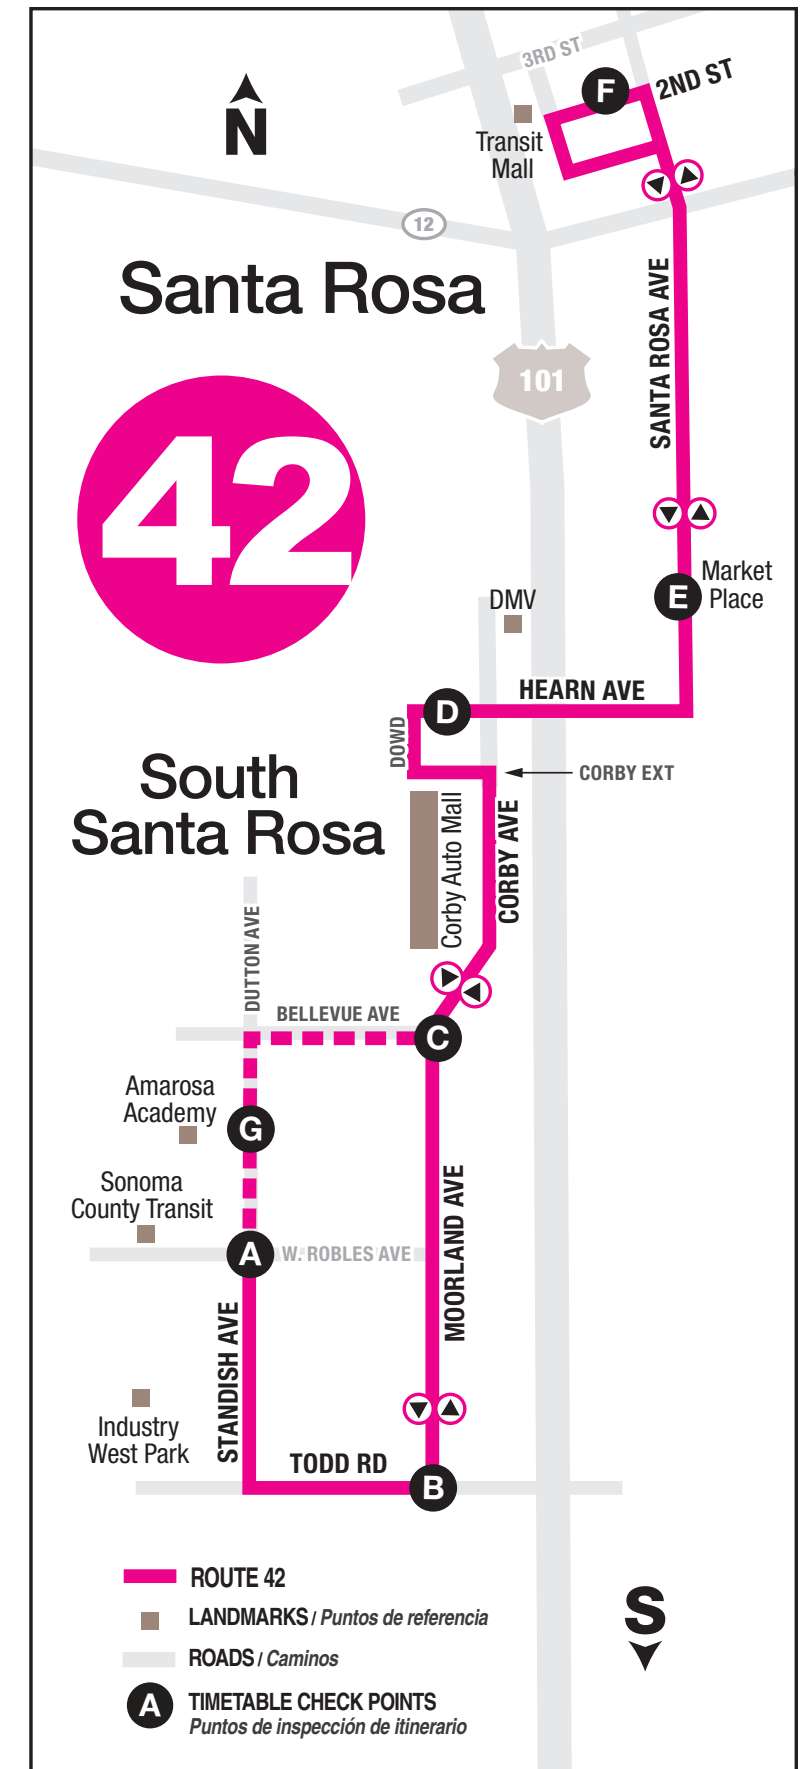 3RD ST
F
2ND ST
N
Transit
Mall
12
Santa Rosa
SANTA ROSA AVE
101
42
Market
Place
E
DMV
HEARN AVE
D
DOWD
CORBY EXT
South
Santa Rosa
Corby Auto Mall
CORBY AVE
DUTTON AVE
BELLEVUE AVE
C
Amarosa
Academy
G
Sonoma
County Transit
A
W. ROBLES AVE
MOORLAND AVE
STANDISH AVE
Industry
West Park
TODD RD
B
ROUTE 42
LANDMARKS / Puntos de referencia
ROADS / Caminos
A
TIMETABLE CHECK POINTS
Puntos de inspección de itinerario
S